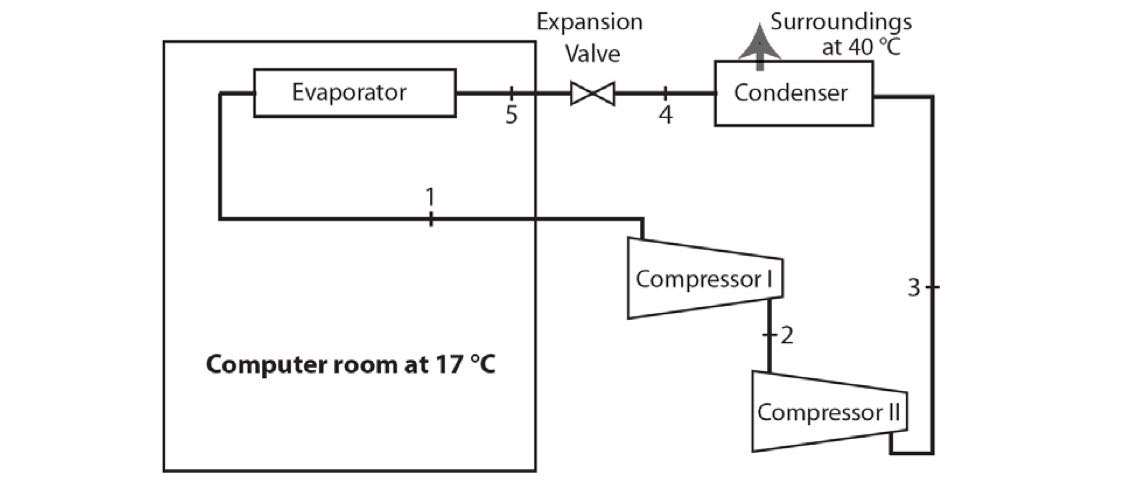 Expansion
Valve
Surroundings
at 40 °C
Evaporator
5
4
Condenser
1
Compressor I
3
2
Computer room at 17 °C
Compressor II